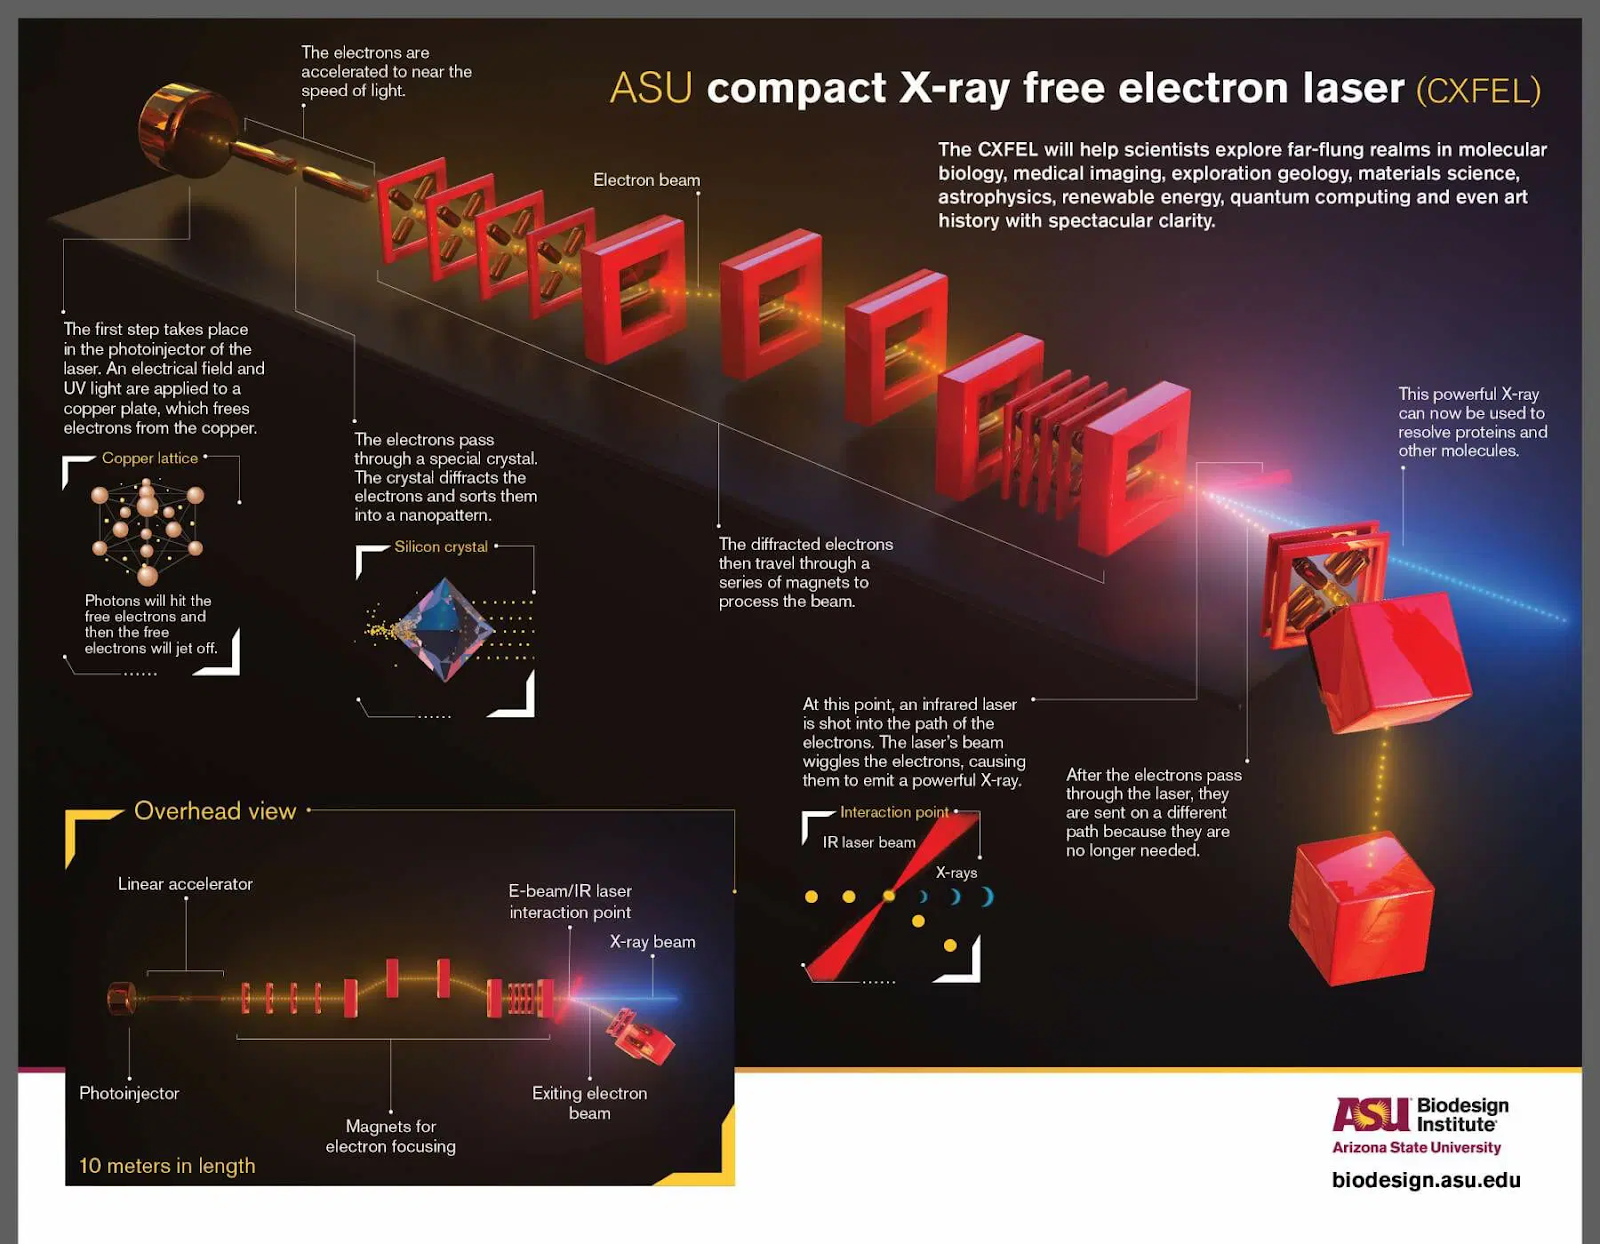 ASU compact X-ray free electron laser (CXFEL)
The CXFEL will help scientists explore far-flung realms in molecular
biology, medical imaging, exploration geology, materials science,
astrophysics, renewable energy, quantum computing and even art
history with spectacular clarity.
The electrons are
accelerated to near the
speed of light.
Electron beam
The first step takes place
in the photoinjector of the
laser. An electrical field and
UV light are applied to a
copper plate, which frees
electrons from the copper.
Copper lattice
Photons will hit the
free electrons and
then the free
electrons will jet off.
The electrons pass
through a special crystal.
The crystal diffracts the
electrons and sorts them
into a nanopattern.
Silicon crystal
The diffracted electrons
then travel through a
series of magnets to
process the beam.
This powerful X-ray
can now be used to
resolve proteins and
other molecules.
At this point, an infrared laser
is shot into the path of the
electrons. The laser's beam
wiggles the electrons, causing
them to emit a powerful X-ray.
Interaction point
IR laser beam
X-rays
After the electrons pass
through the laser, they
are sent on a different
path because they are
no longer needed.
Overhead view
Linear accelerator
E-beam/IR laser
interaction point
X-ray beam
Photoinjector
Magnets for
electron focusing
Exiting electron
beam
10 meters in length
ASU Biodesign
Institute
Arizona State University
biodesign.asu.edu